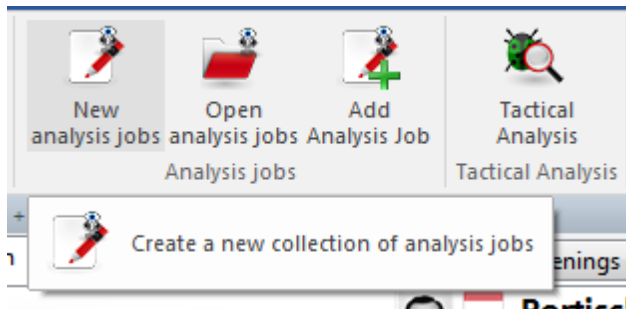 New
analysis jobs
Open
analysis jobs
Add
Analysis Job
Tactical
Analysis
Analysis jobs
Tactical Analysis
Create a new collection of analysis jobs
enings